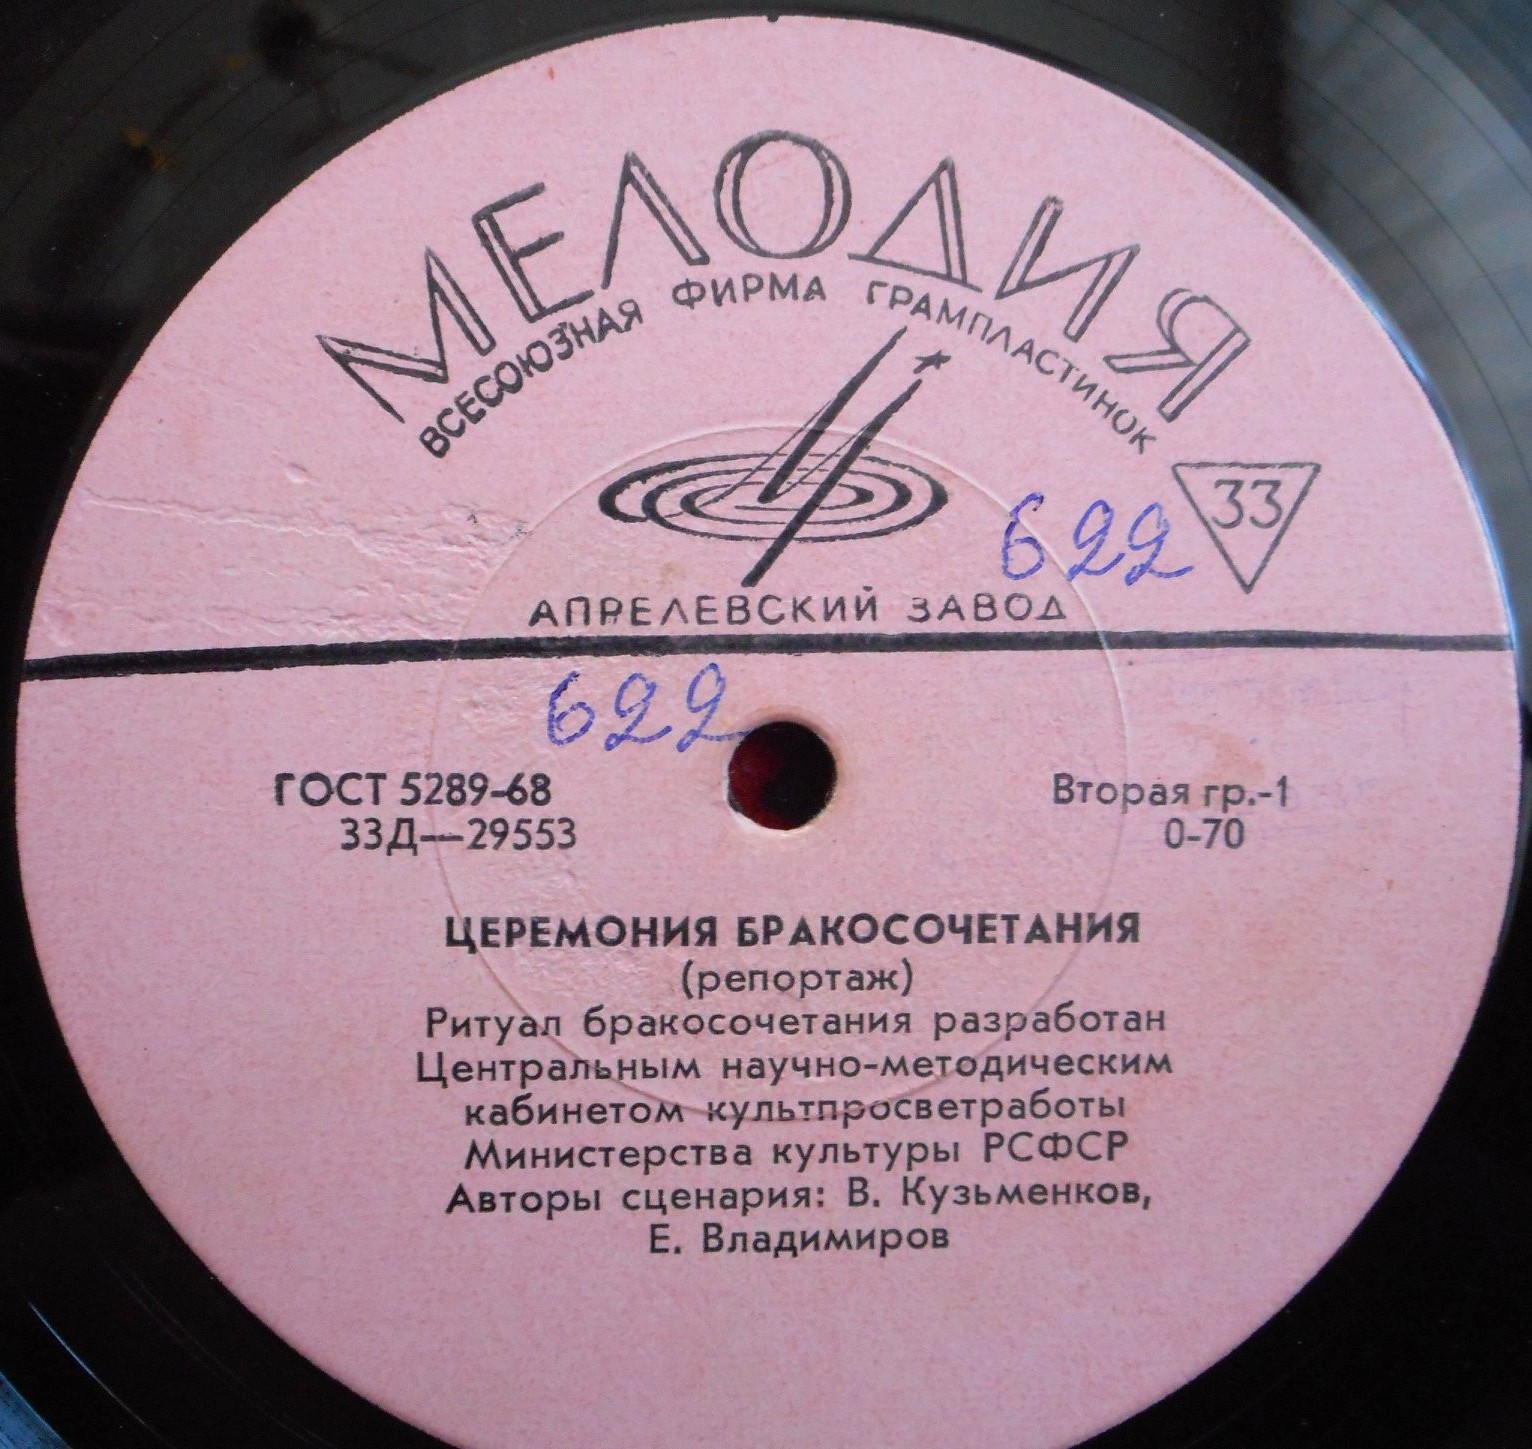 МЕЛОДИЯ
ВСЕСОЮЗНАЯ ФИРМА ГРАМПЛАСТИНОК
33
622
АПРЕЛЕВСКИЙ ЗАВОД
622
ГОСТ 5289-68
33Д—29553
Вторая гр.-1
0-70
ЦЕРЕМОНИЯ БРАКОСОЧЕТАНИЯ
(репортаж)
Ритуал бракосочетания разработан
Центральным научно-методическим
кабинетом культпросветработы
Министерства культуры РСФСР
Авторы сценария: В. Кузьменков,
Е. Владимиров